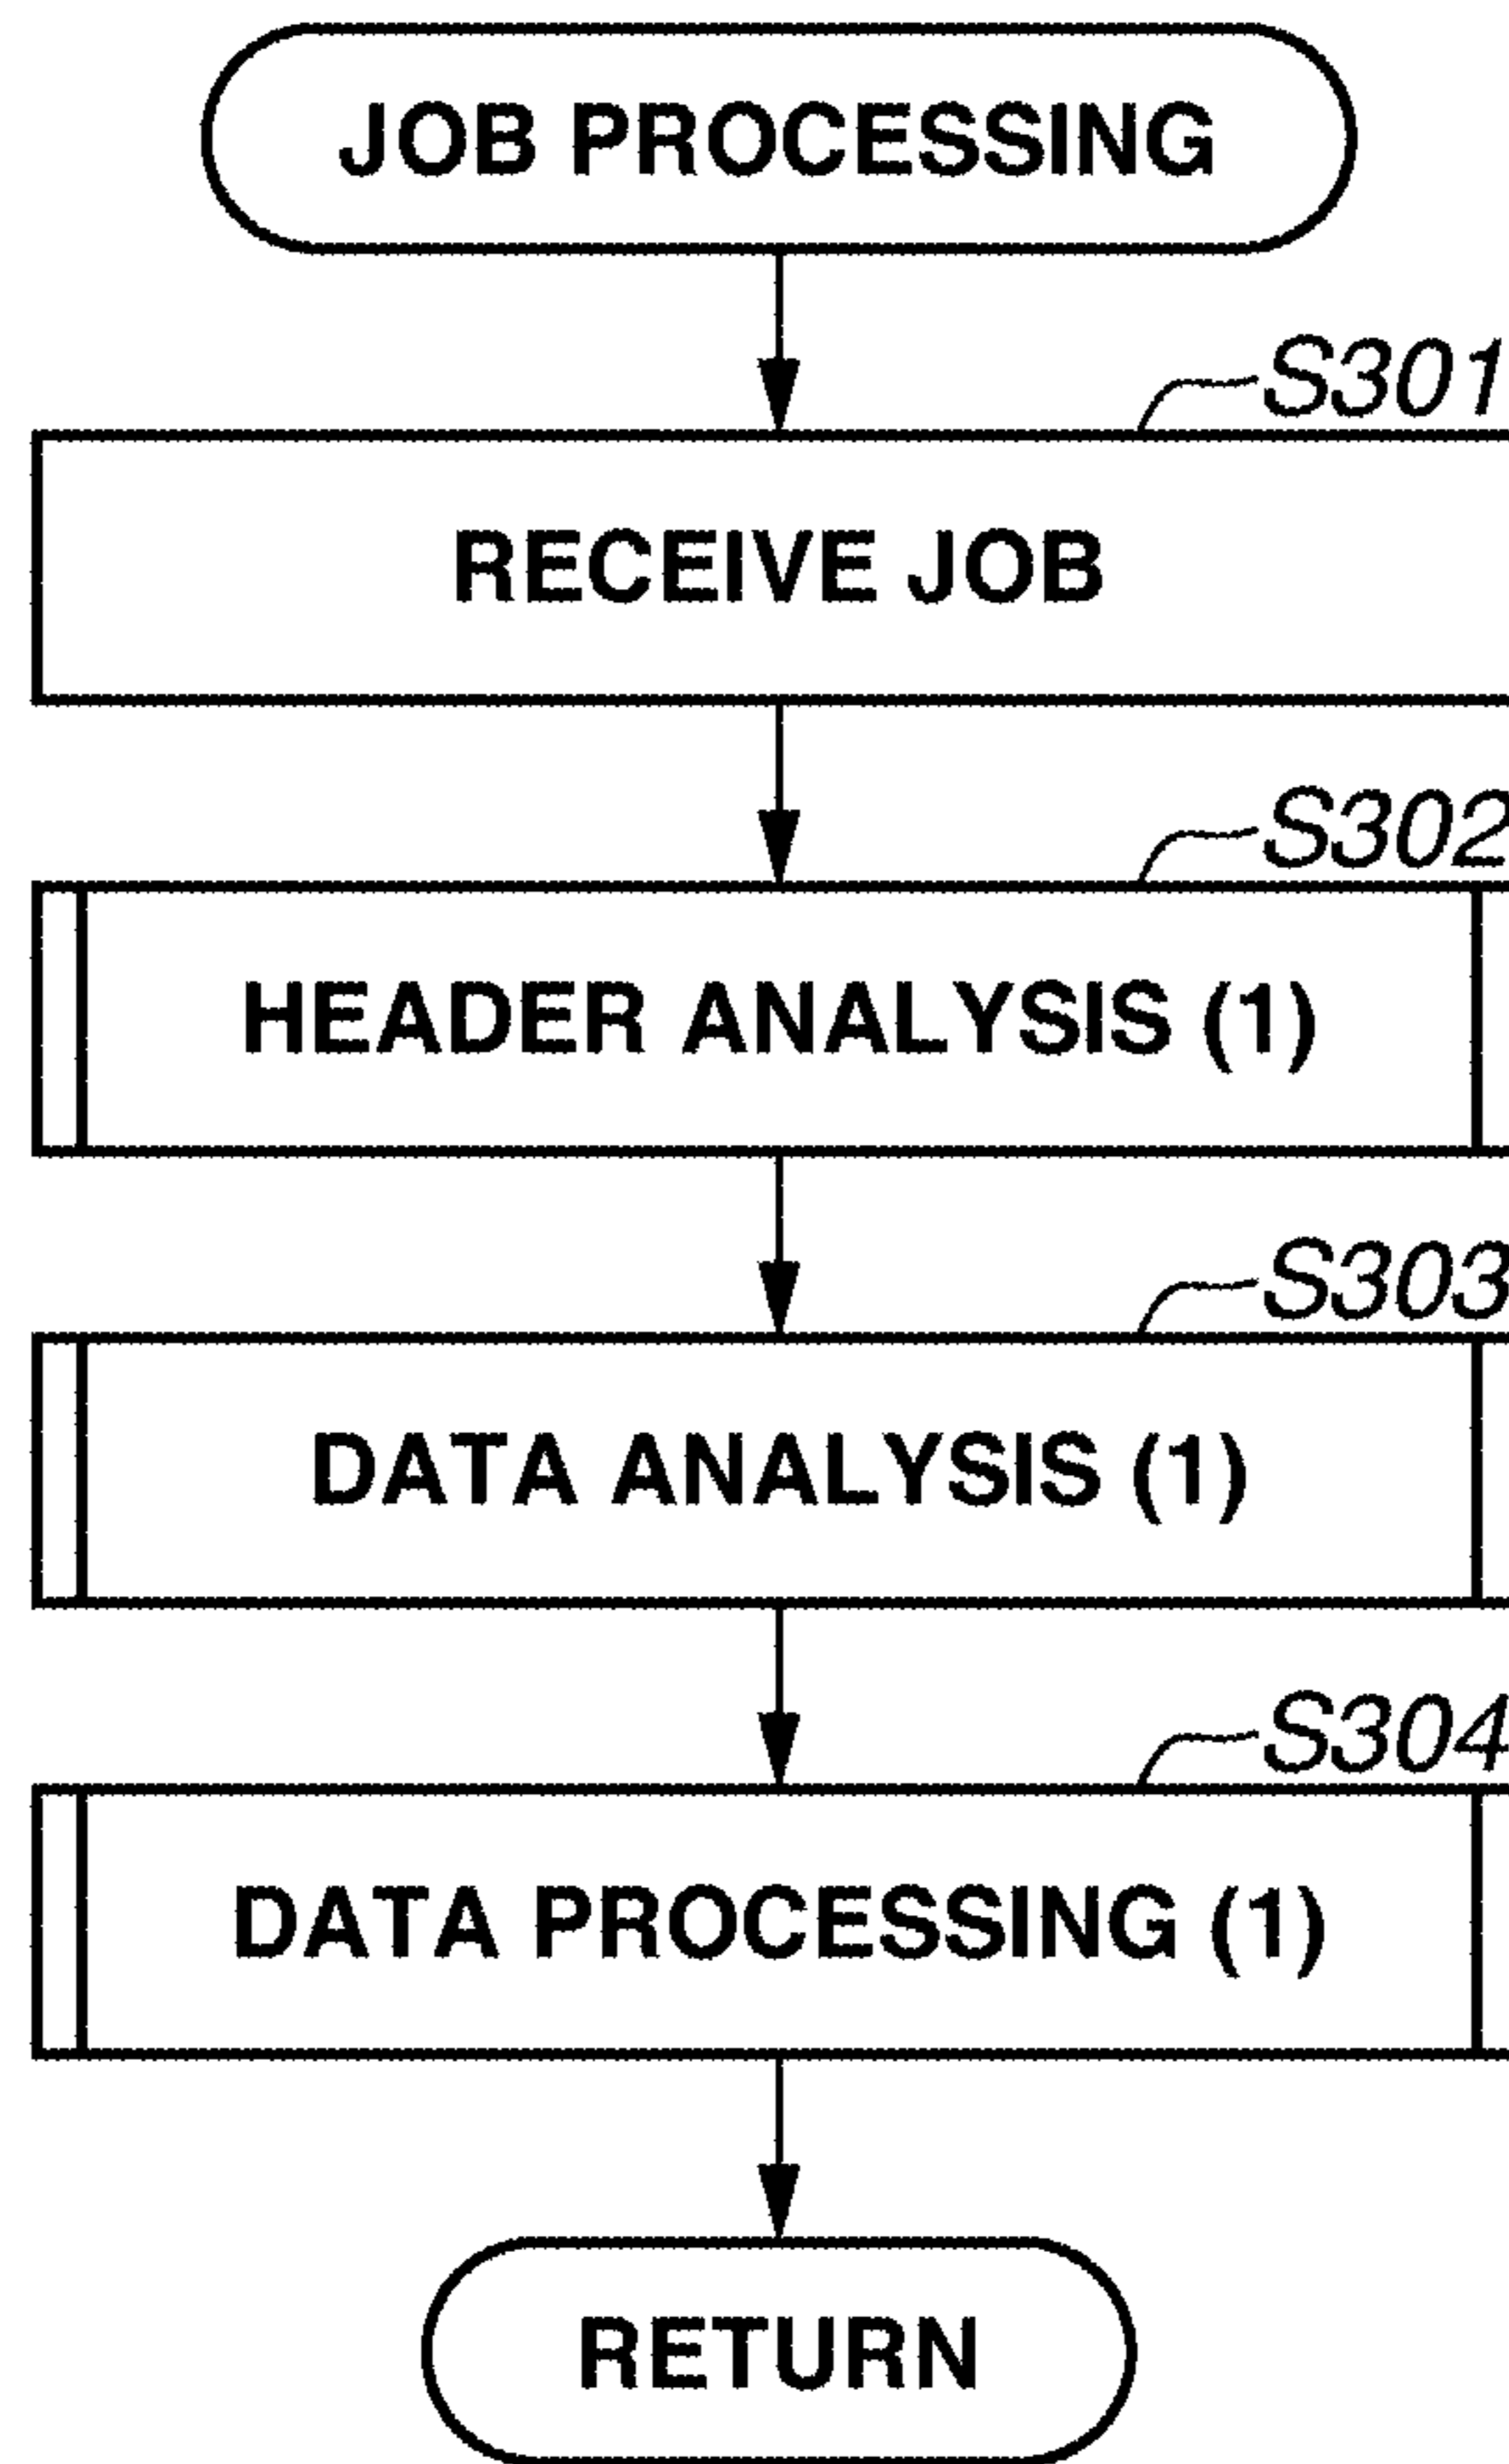 JOB PROCESSING
S301
RECEIVE JOB
S302
HEADER ANALYSIS (1)
S303
DATA ANALYSIS (1)
S304
DATA PROCESSING (1)
RETURN